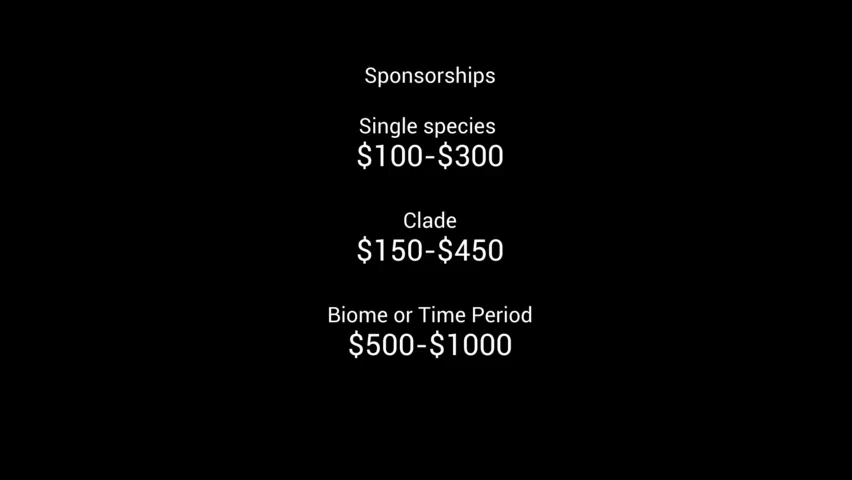 Sponsorships
Single species
$100-$300
Clade
$150-$450
Biome or Time Period
$500-$1000